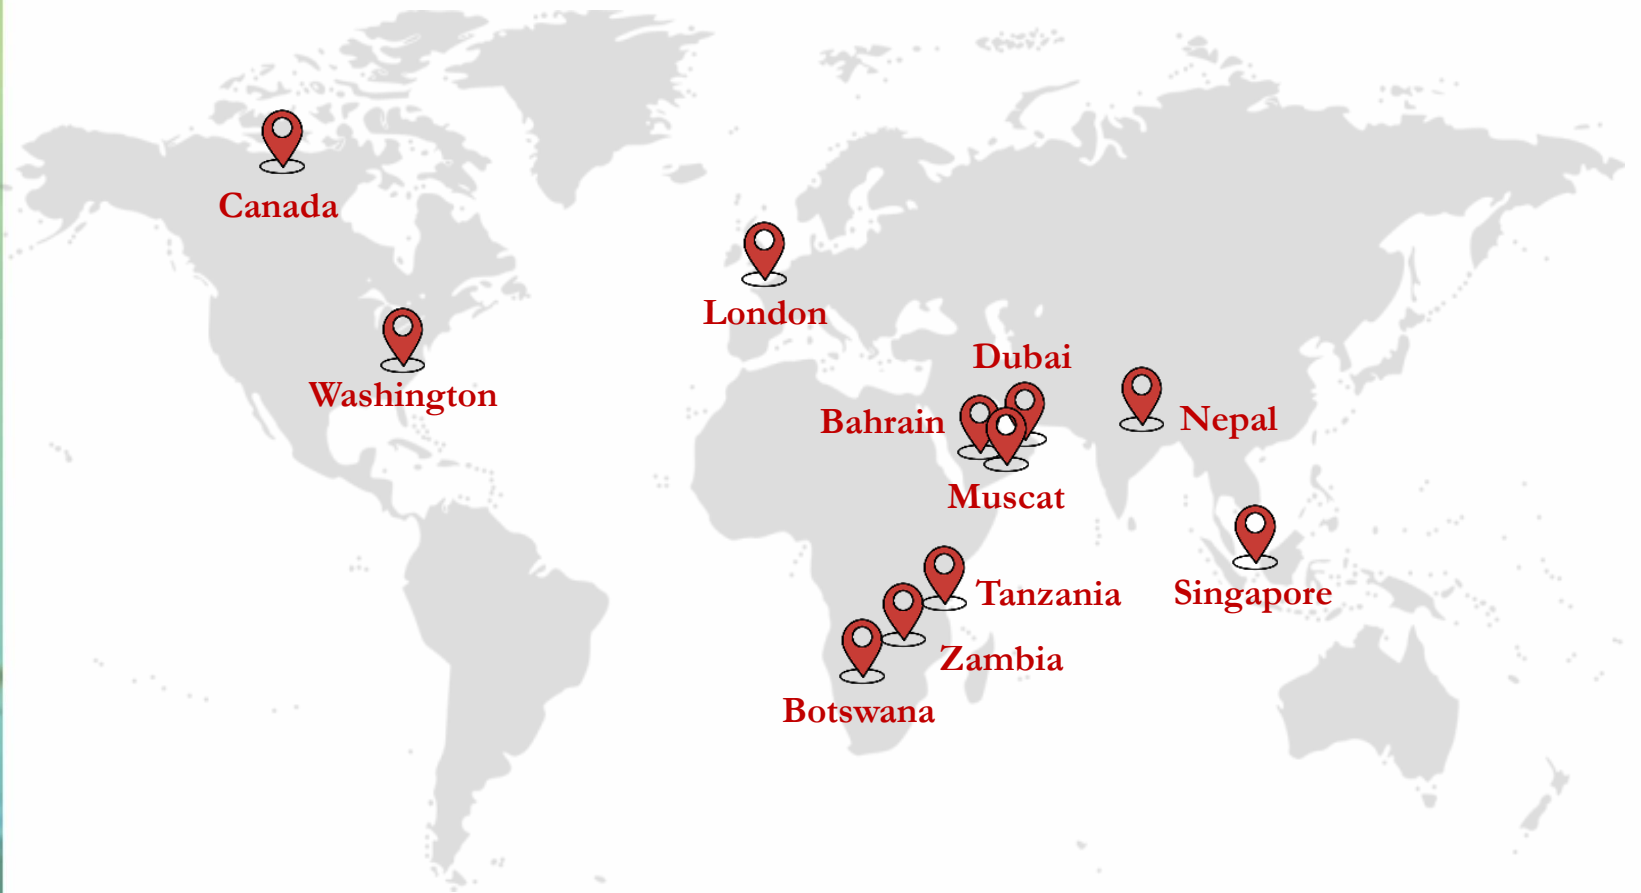 Canada
London
Dubai
Washington
Bahrain
Nepal
Muscat
Tanzania
Singapore
Zambia
Botswana